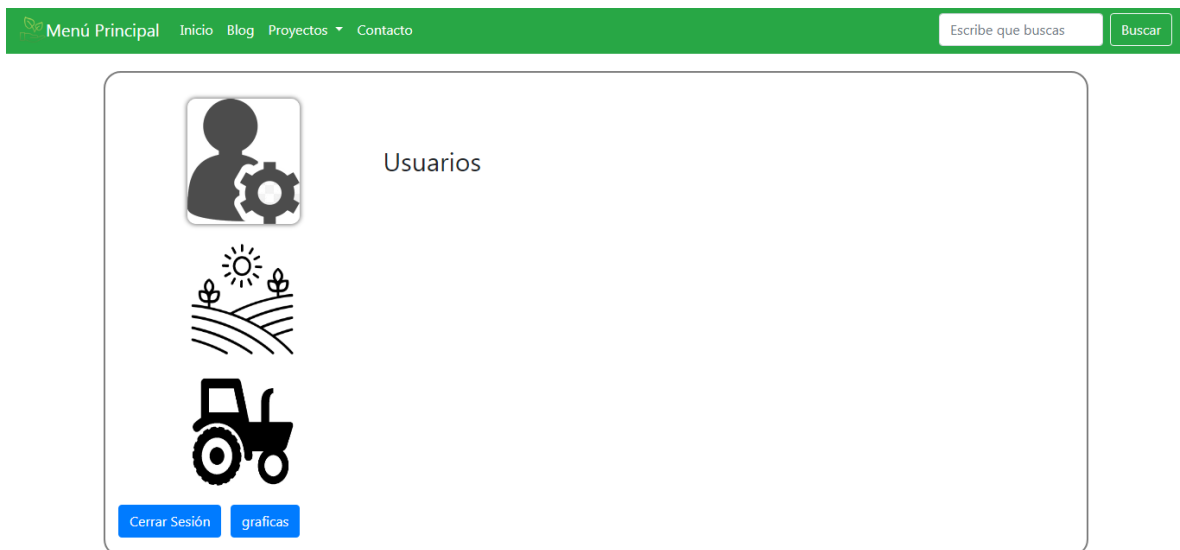 Menú Principal Inicio Blog Proyectos Contacto Escribe que buscas Buscar
Usuarios
Cerrar Sesión graficas